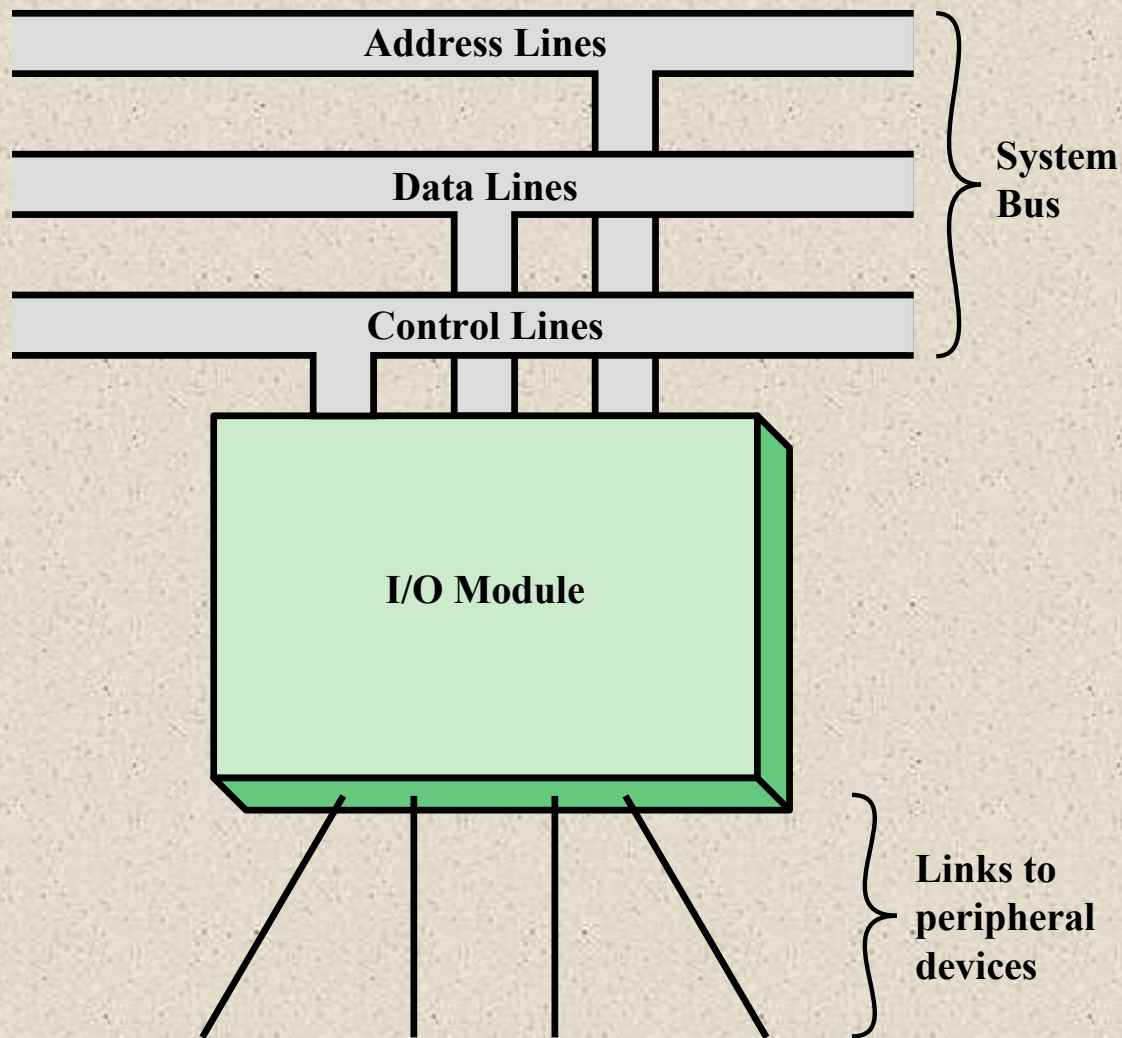 Address Lines
Data Lines
System
Bus
Control Lines
I/O Module
Links to
peripheral
devices